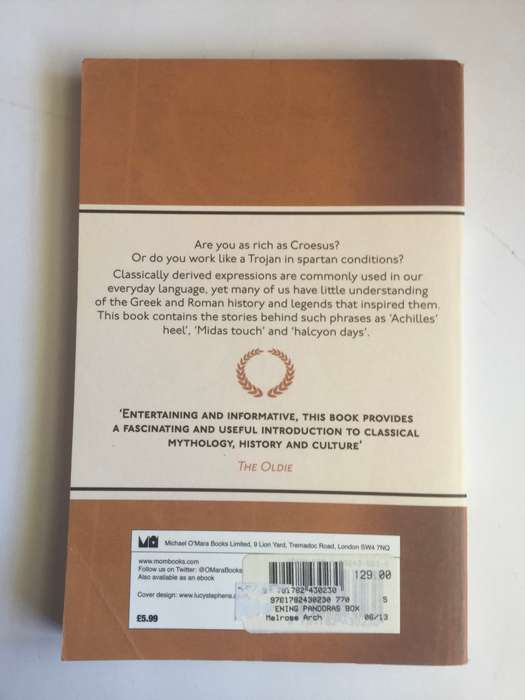 Are you as rich as Croesus?
Or do you work like a Trojan in spartan conditions?
Classically derived expressions are commonly used in our
everyday language, yet many of us have little understanding
of the Greek and Roman history and legends that inspired them.
This book contains the stories behind such phrases as 'Achilles'
heel', 'Midas touch' and 'halcyon days'.
'ENTERTAINING AND INFORMATIVE, THIS BOOK PROVIDES
A FASCINATING AND USEFUL INTRODUCTION TO CLASSICAL
MYTHOLOGY, HISTORY AND CULTURE'
THE OLDIE
Michael O'Mara Books Limited, 9 Lion Yard, Tremadoc Road, London SW4 7NQ
www.mombooks.com
Follow us on Twitter: @OMaraBooks
Also available as an ebook
Cover design: www.lucystephens.
£5.99
129.00
9 781782 430230
9781782430230 770 S
ENING PANDORAS BOX
Melrose Arch 06/13